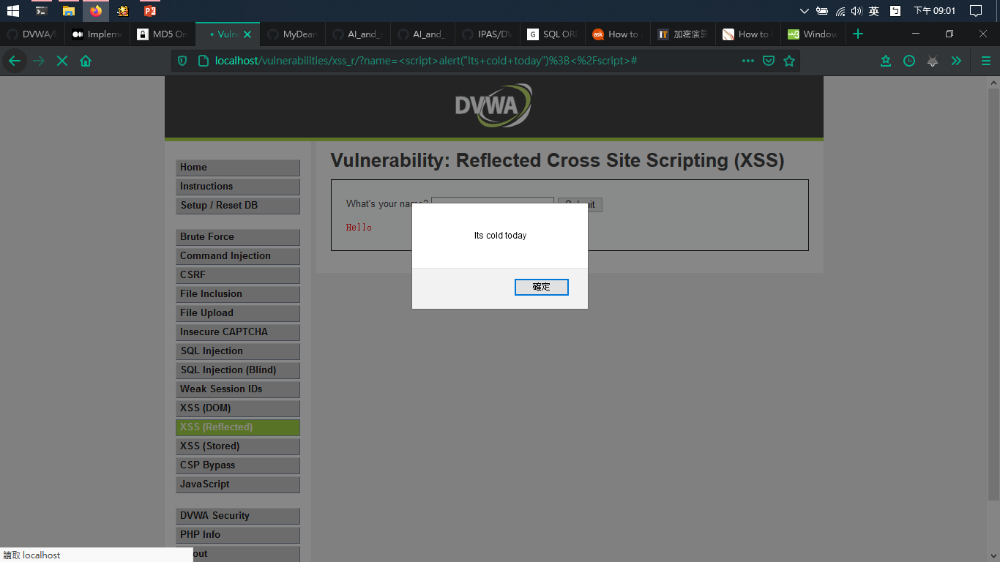 英
下午 09:01
DVWA/
Impleme
MD5 On
Vuln
MyDear
AI_and_
AI_and_
IPAS/DV
SQL ORD
How to
加密演算
How to
Window
localhost/vulnerabilities/xss_r/?name=<script>alert("Its+cold+today")%3B<%2Fscript>#
DVWA
Vulnerability: Reflected Cross Site Scripting (XSS)
What's your name?
Hello
Its cold today
確定
Home
Instructions
Setup / Reset DB
Brute Force
Command Injection
CSRF
File Inclusion
File Upload
Insecure CAPTCHA
SQL Injection
SQL Injection (Blind)
Weak Session IDs
XSS (DOM)
XSS (Reflected)
XSS (Stored)
CSP Bypass
JavaScript
DVWA Security
PHP Info
out
讀取 localhost